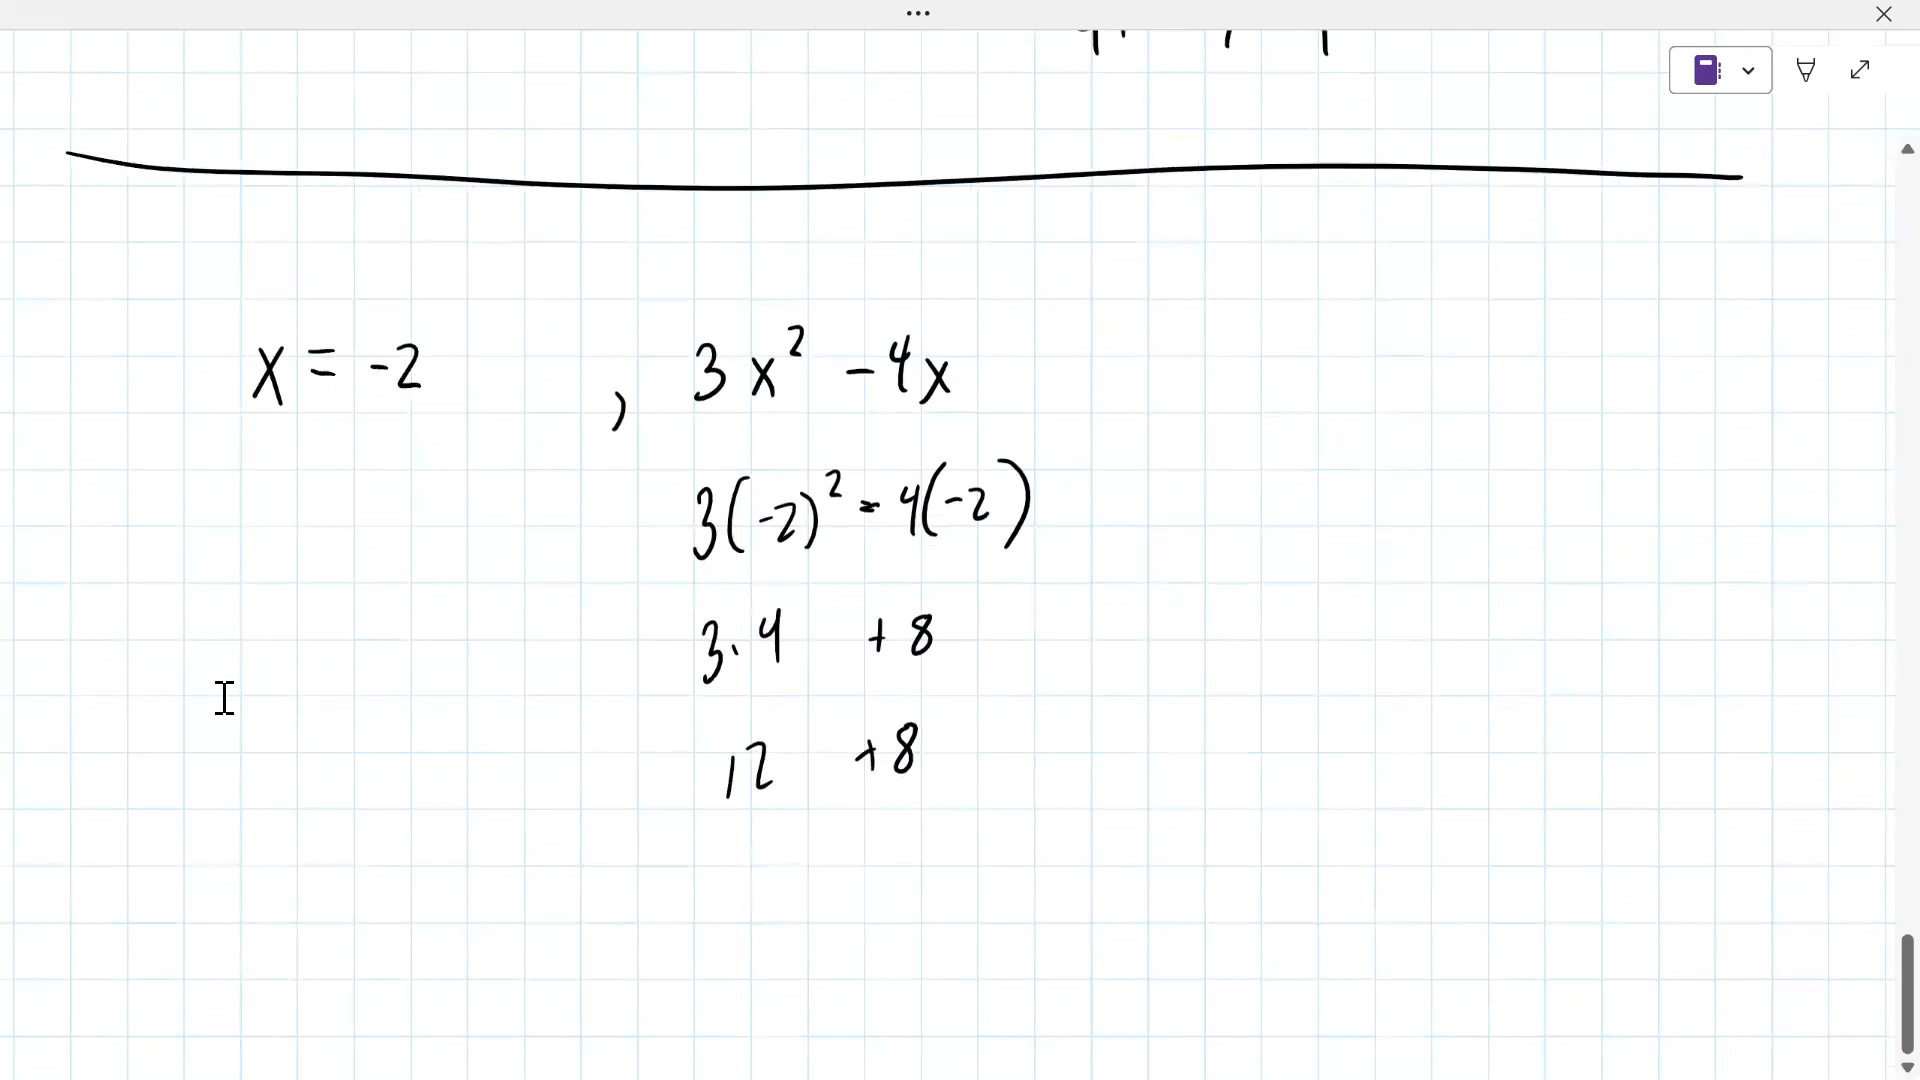 x = -2 , 3x² - 4x
3(-2)² - 4(-2)
3·4 + 8
12 + 8